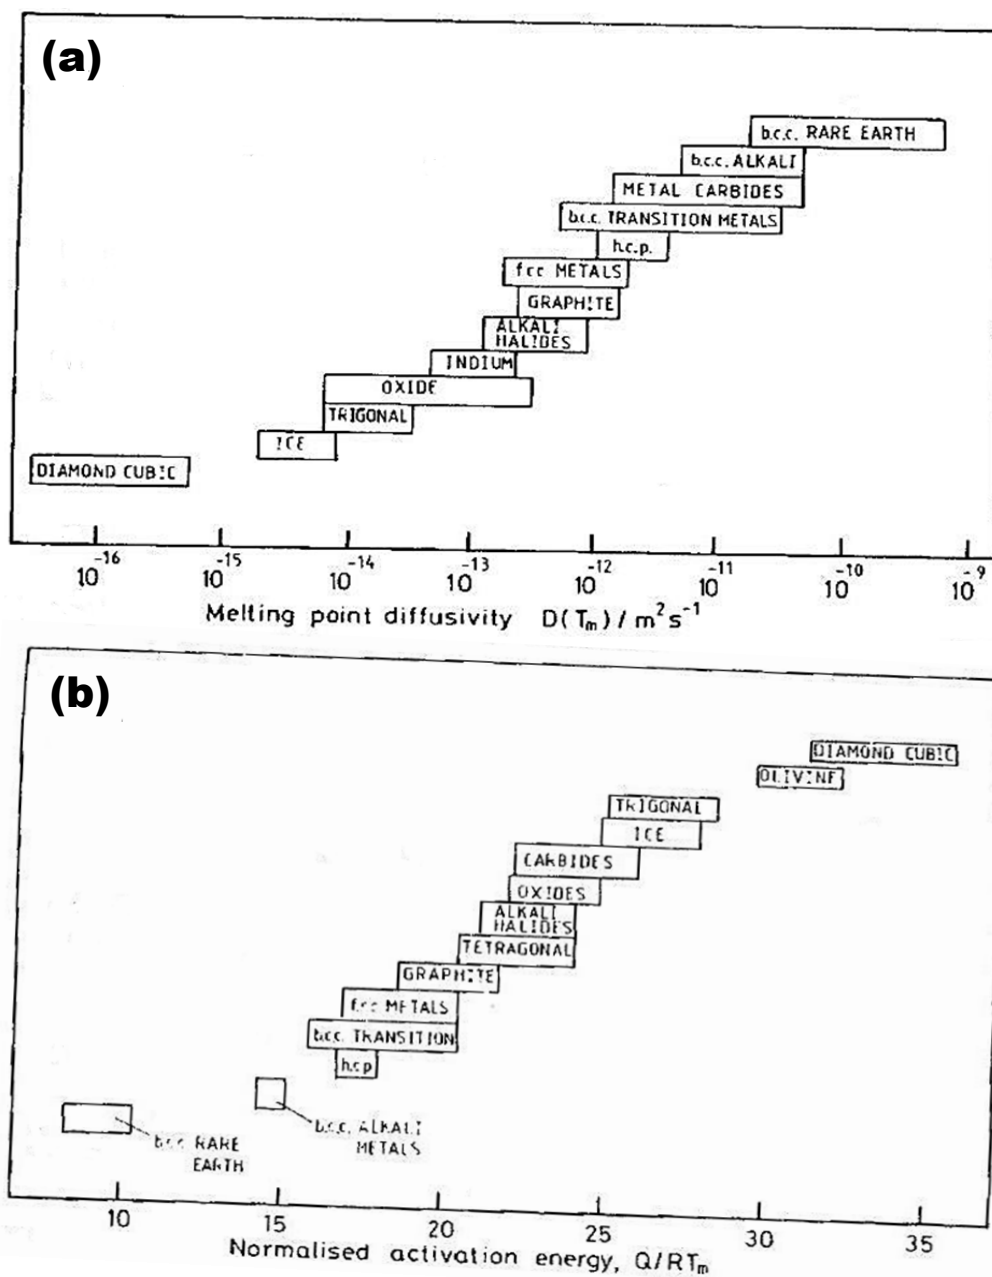 (a)
b.c.c. RARE EARTH
b.c.c. ALKALI
METAL CARBIDES
b.c.c. TRANSITION METALS
h.c.p.
f.c.c. METALS
GRAPHITE
ALKALI
HALIDES
INDIUM
OXIDE
TRIGONAL
ICE
DIAMOND CUBIC
10^-16 10^-15 10^-14 10^-13 10^-12 10^-11 10^-10 10^-9
Melting point diffusivity D(Tₘ) / m²s⁻¹
(b)
DIAMOND CUBIC
OLIVINE
TRIGONAL
ICE
CARBIDES
OXIDES
ALKALI
HALIDES
TETRAGONAL
GRAPHITE
f.c.c METALS
b.c.c. TRANSITION
h.c.p
b.c.c. ALKALI
METALS
b.c.c RARE
EARTH
10 15 20 25 30 35
Normalised activation energy, Q/RTₘ